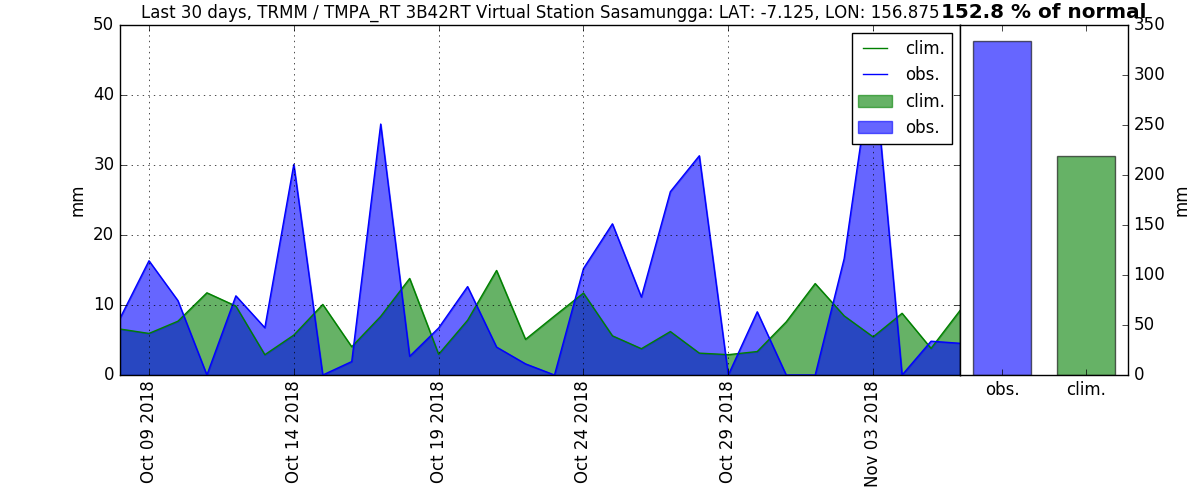 Last 30 days, TRMM / TMPA_RT 3B42RT Virtual Station Sasamungga: LAT: -7.125, LON: 156.875
152.8 % of normal
50
40
30
20
10
0
mm
clim.
obs.
clim.
obs.
Oct 09 2018
Oct 14 2018
Oct 19 2018
Oct 24 2018
Oct 29 2018
Nov 03 2018
350
300
250
200
150
100
50
0
mm
obs.
clim.